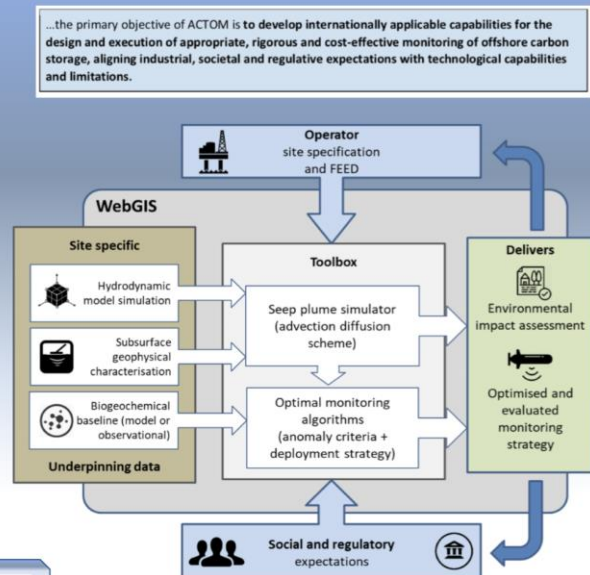 ...the primary objective of ACTOM is to develop internationally applicable capabilities for the
design and execution of appropriate, rigorous and cost-effective monitoring of offshore carbon
storage, aligning industrial, societal and regulative expectations with technological capabilities
and limitations.
Operator
site specification
and FEED
WebGIS
Site specific
Hydrodynamic
model simulation
Subsurface
geophysical
characterisation
Biogeochemical
baseline (model or
observational)
Underpinning data
Toolbox
Seep plume simulator
(advection diffusion
scheme)
Optimal monitoring
algorithms
(anomaly criteria +
deployment strategy)
Delivers
Environmental
impact assessment
Optimised and
evaluated
monitoring
strategy
Social and regulatory
expectations